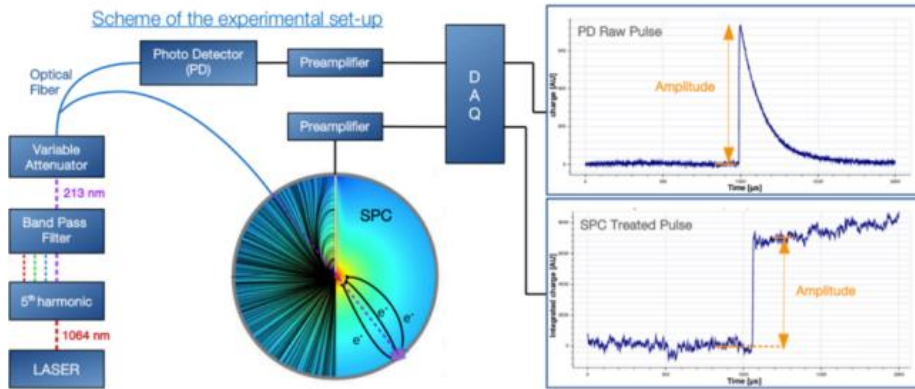 Scheme of the experimental set-up
Photo Detector
(PD)
Preamplifier
Optical
Fiber
Preamplifier
D
A
Q
Variable
Attenuator
213 nm
Band Pass
Filter
5th harmonic
1064 nm
LASER
SPC
e-
e-
e-
PD Raw Pulse
Amplitude
charge [AU]
0
Time [µs]
SPC Treated Pulse
Amplitude
Integrated charge [AU]
0
Time [µs]